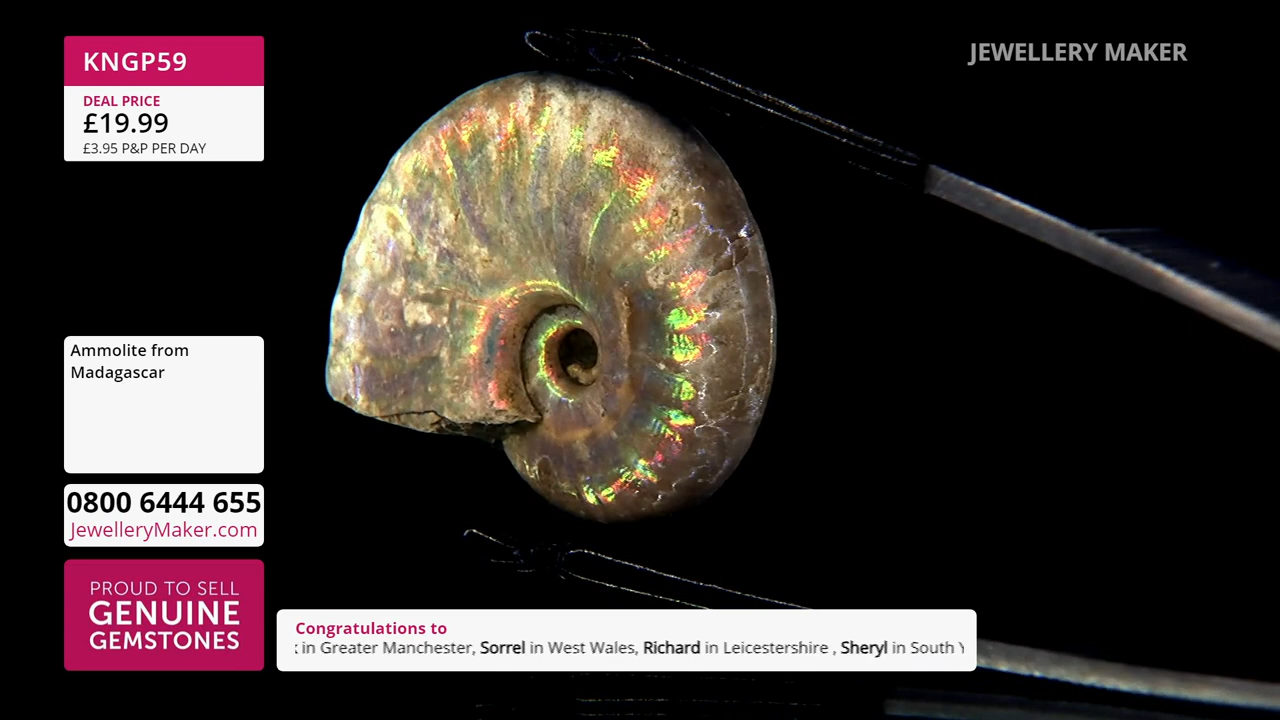 KNGP59
DEAL PRICE
£19.99
£3.95 P&P PER DAY
JEWELLERY MAKER
Ammolite from
Madagascar
0800 6444 655
JewelleryMaker.com
PROUD TO SELL
GENUINE
GEMSTONES
Congratulations to
in Greater Manchester, Sorrel in West Wales, Richard in Leicestershire , Sheryl in South